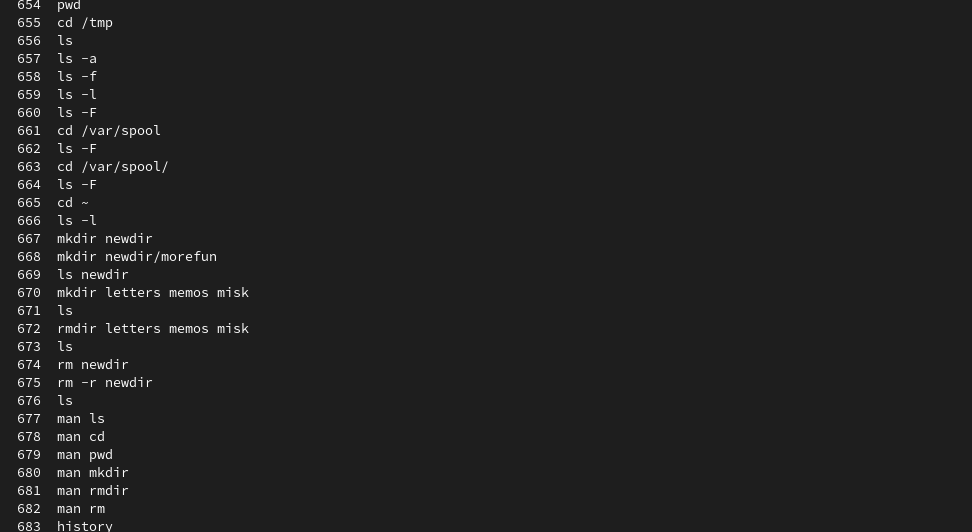 654 pwd
655 cd /tmp
656 ls
657 ls -a
658 ls -f
659 ls -l
660 ls -F
661 cd /var/spool
662 ls -F
663 cd /var/spool/
664 ls -F
665 cd ~
666 ls -l
667 mkdir newdir
668 mkdir newdir/morefun
669 ls newdir
670 mkdir letters memos misk
671 ls
672 rmdir letters memos misk
673 ls
674 rm newdir
675 rm -r newdir
676 ls
677 man ls
678 man cd
679 man pwd
680 man mkdir
681 man rmdir
682 man rm
683 history